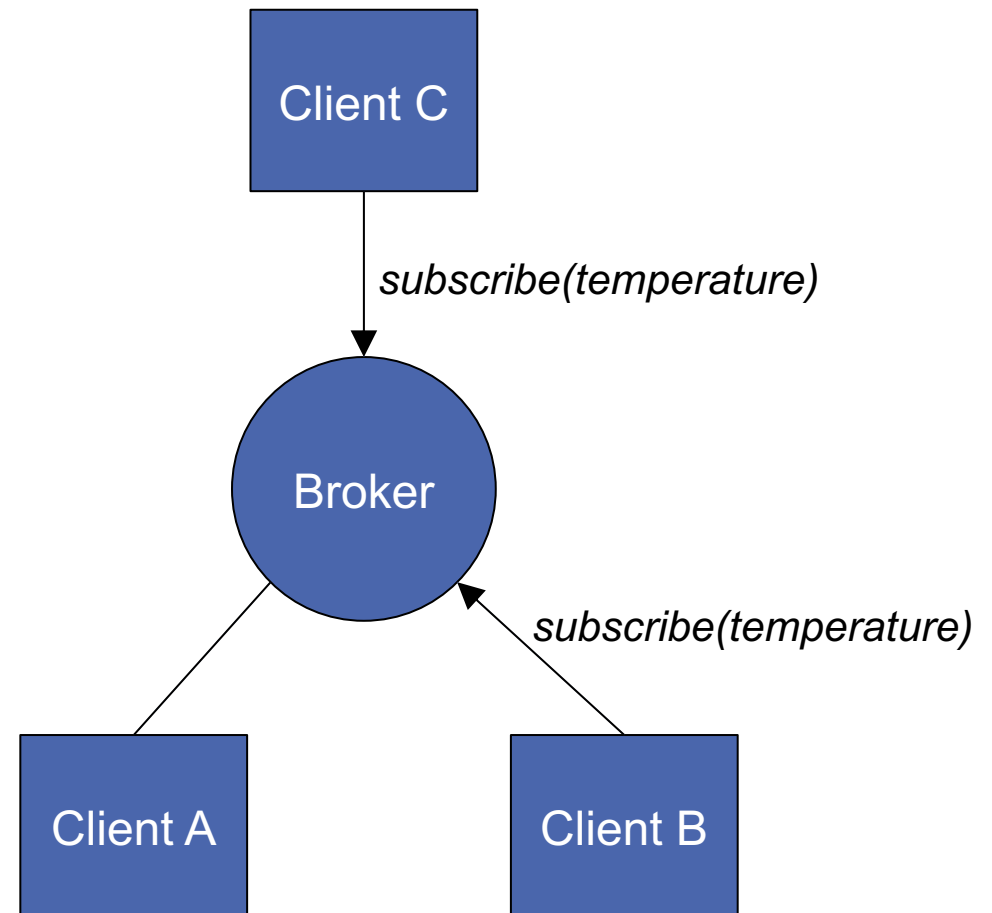 Client C
subscribe(temperature)
Broker
subscribe(temperature)
Client A
Client B